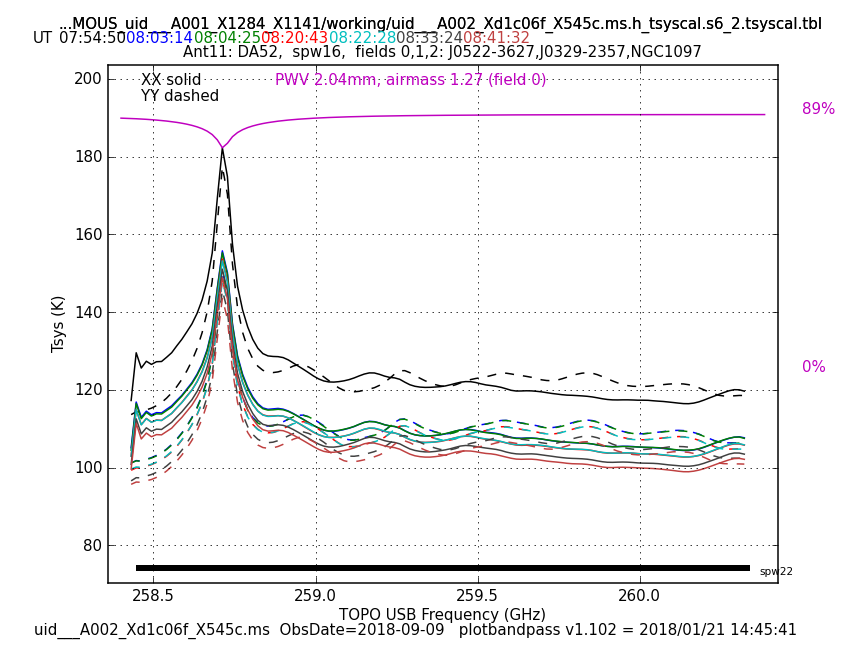 ...MOUS_uid___A001_X1284_X1141/working/uid___A002_Xd1c06f_X545c.ms.h_tsyscal.s6_2.tsyscal.tbl
UT 07:54:50 08:03:14 08:04:25 08:20:43 08:22:28 08:33:24 08:41:32
Ant11: DA52, spw16, fields 0,1,2: J0522-3627,J0329-2357,NGC1097
XX solid
YY dashed
PWV 2.04mm, airmass 1.27 (field 0)
89%
0%
200
180
160
140
120
100
80
Tsys (K)
spw22
258.5 259.0 259.5 260.0
TOPO USB Frequency (GHz)
uid___A002_Xd1c06f_X545c.ms ObsDate=2018-09-09 plotbandpass v1.102 = 2018/01/21 14:45:41